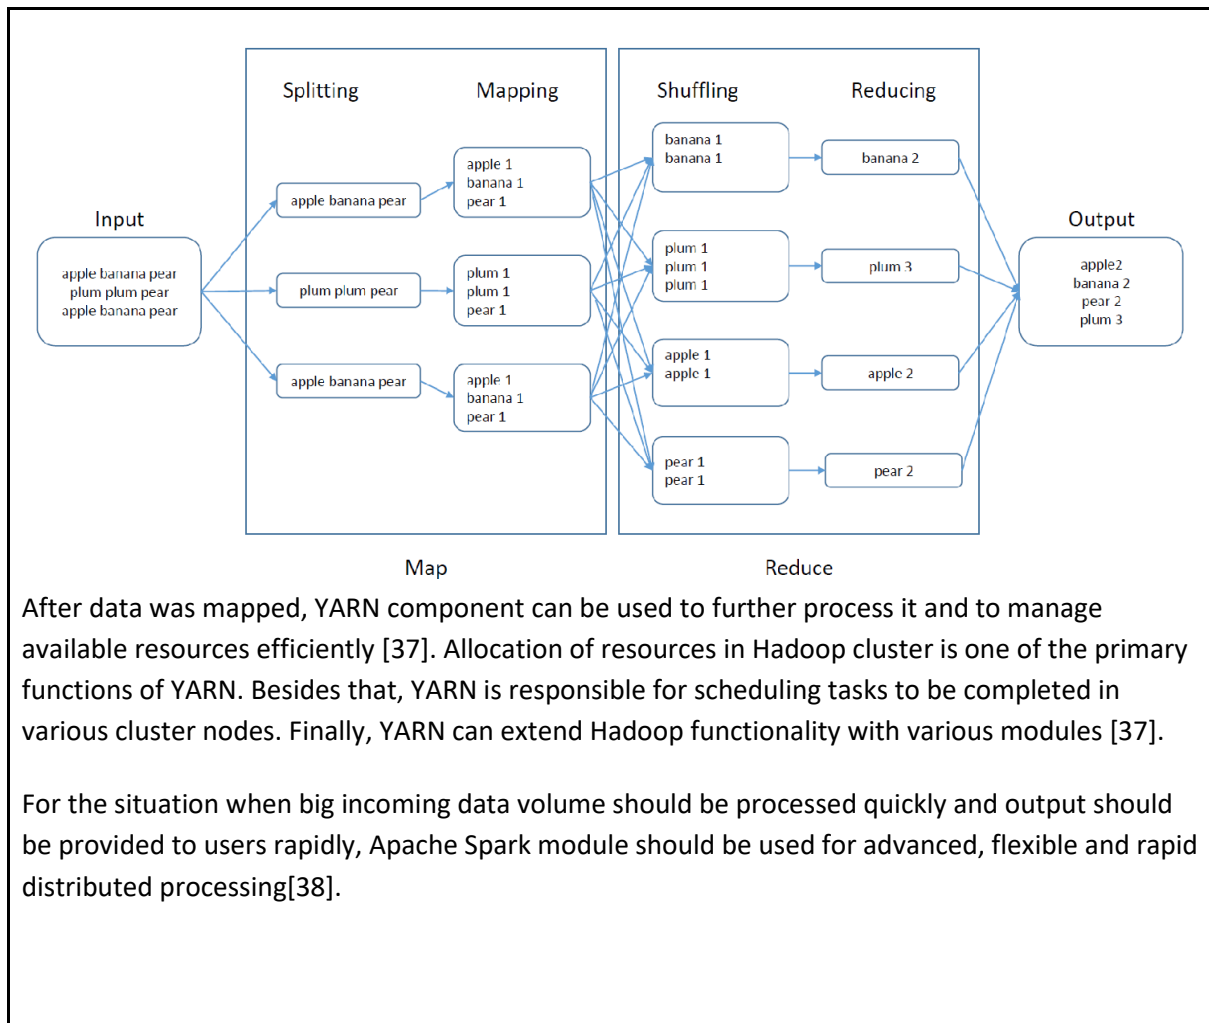 Splitting
Mapping
Shuffling
Reducing
Input
apple banana pear
plum plum pear
apple banana pear
apple banana pear
plum plum pear
apple banana pear
apple 1
banana 1
pear 1
plum 1
plum 1
pear 1
apple 1
banana 1
pear 1
banana 1
banana 1
plum 1
plum 1
plum 1
apple 1
apple 1
pear 1
pear 1
banana 2
plum 3
apple 2
pear 2
Output
apple2
banana 2
pear 2
plum 3
Map
Reduce
After data was mapped, YARN component can be used to further process it and to manage
available resources efficiently [37]. Allocation of resources in Hadoop cluster is one of the primary
functions of YARN. Besides that, YARN is responsible for scheduling tasks to be completed in
various cluster nodes. Finally, YARN can extend Hadoop functionality with various modules [37].
For the situation when big incoming data volume should be processed quickly and output should
be provided to users rapidly, Apache Spark module should be used for advanced, flexible and rapid
distributed processing[38].